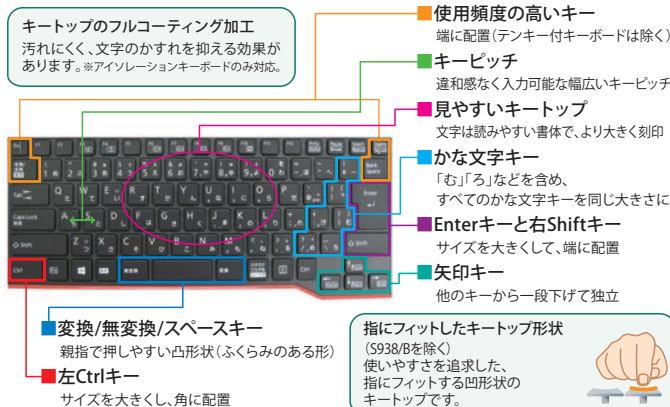 キートップのフルコーティング加工
汚れにくく、文字のかすれを抑える効果が
あります。※アイソレーションキーボードのみ対応。
■使用頻度の高いキー
端に配置(テンキー付キーボードは除く)
■キーピッチ
違和感なく入力可能な幅広いキーピッチ
■見やすいキートップ
文字は読みやすい書体で、より大きく刻印
■かな文字キー
「む」「ろ」などを含め、
すべてのかな文字キーを同じ大きさに
■Enterキーと右Shiftキー
サイズを大きくして、端に配置
■矢印キー
他のキーから一段下げて独立
■変換/無変換/スペースキー
親指で押しやすい凸形状(ふくらみのある形)
■左Ctrlキー
サイズを大きくし、角に配置
指にフィットしたキートップ形状
(S938/Bを除く)
使いやすさを追求した、
指にフィットする凹形状の
キートップです。